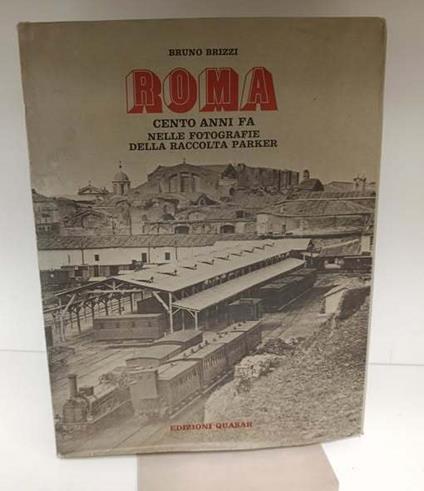 BRUNO BRIZZI
ROMA
CENTO ANNI FA
NELLE FOTOGRAFIE
DELLA RACCOLTA PARKER
EDIZIONI QUASAR